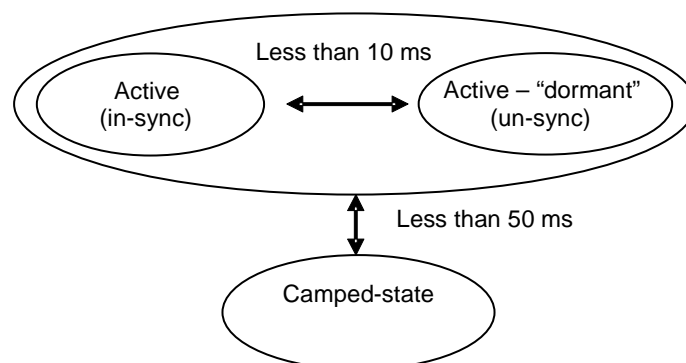 Less than 10 ms
Active
(in-sync)
Active – “dormant”
(un-sync)
Less than 50 ms
Camped-state